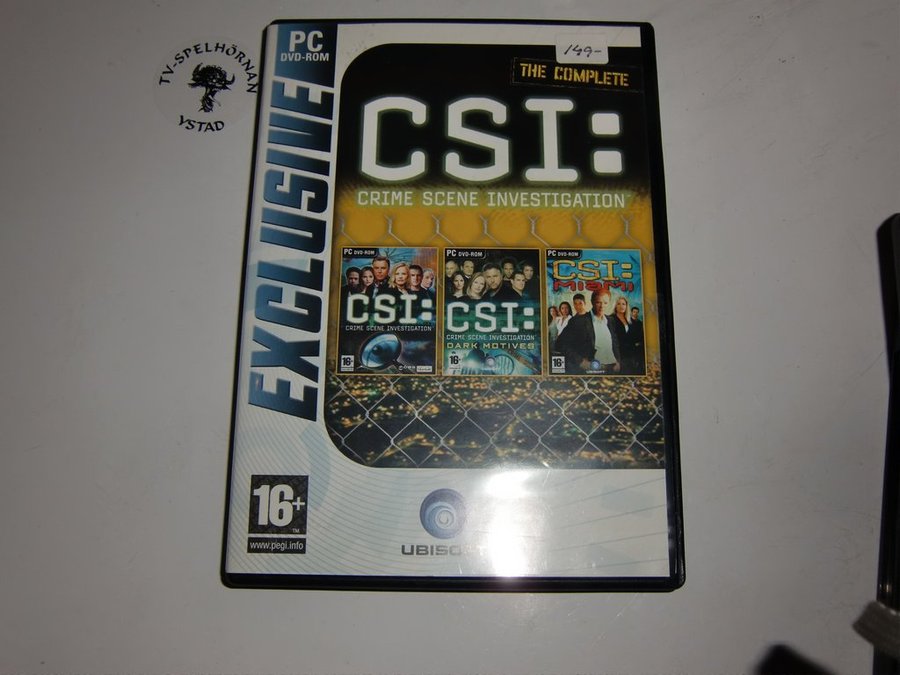 TV-SPELHÖRNAN
YSTAD
PC
DVD-ROM
EXCLUSIVE
149-
THE COMPLETE
CSI:
CRIME SCENE INVESTIGATION
PC DVD-ROM
CSI:
CRIME SCENE INVESTIGATION
16+
PC DVD-ROM
CSI:
CRIME SCENE INVESTIGATION
DARK MOTIVES
16+
PC DVD-ROM
CSI:
MIAMI
16+
UBISOFT
16+
TM
www.pegi.info